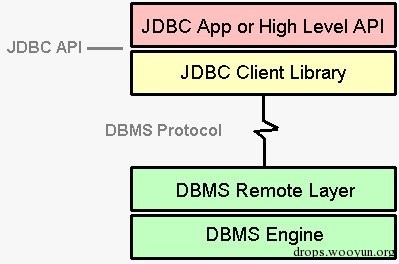 JDBC App or High Level API
JDBC API
JDBC Client Library
DBMS Protocol
DBMS Remote Layer
DBMS Engine
drops.wooyun.org